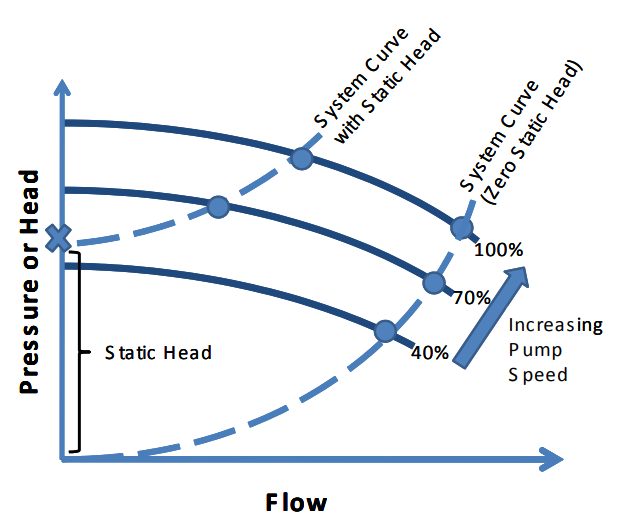 System Curve
with Static Head
System Curve
(Zero Static Head)
Pressure or Head
Static Head
100%
70%
40%
Increasing
Pump
Speed
Flow